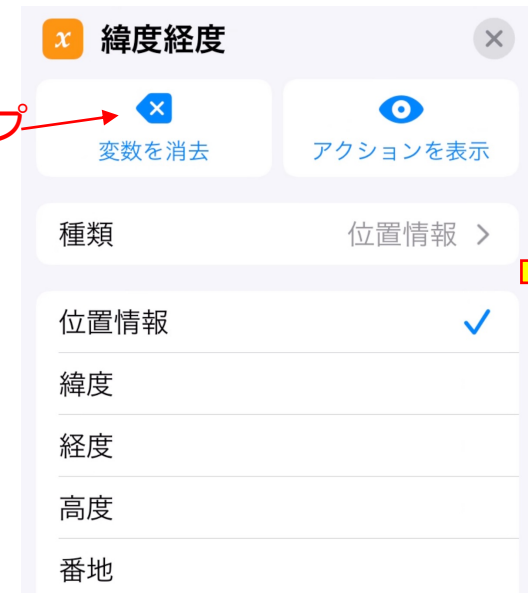 x 緯度経度
プ
変数を消去 アクションを表示
種類 位置情報
位置情報
緯度
経度
高度
番地